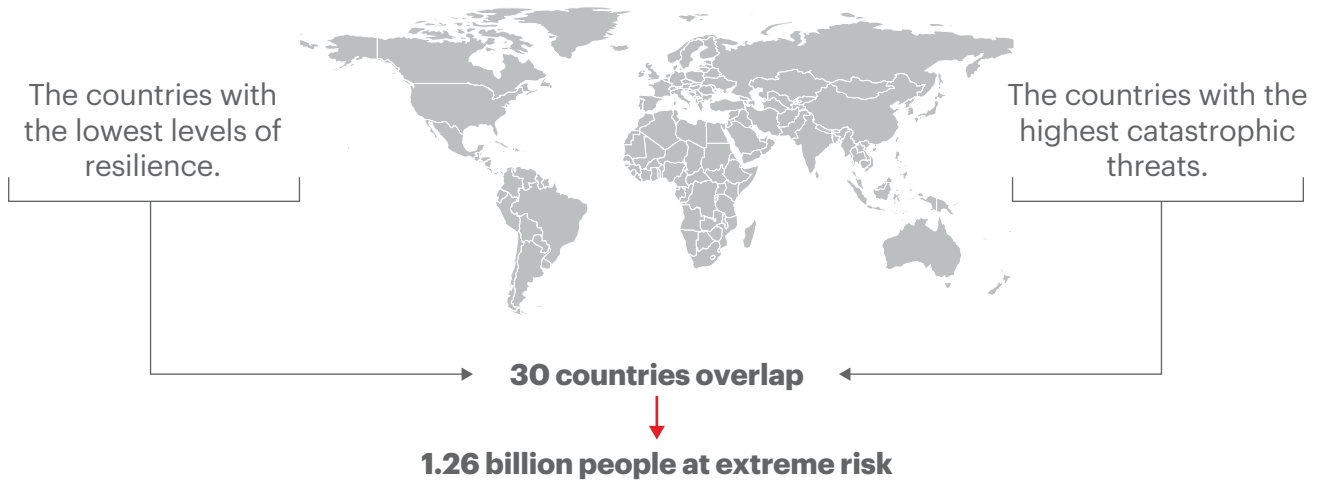 The countries with
the lowest levels of
resilience.
The countries with the
highest catastrophic
threats.
30 countries overlap
1.26 billion people at extreme risk